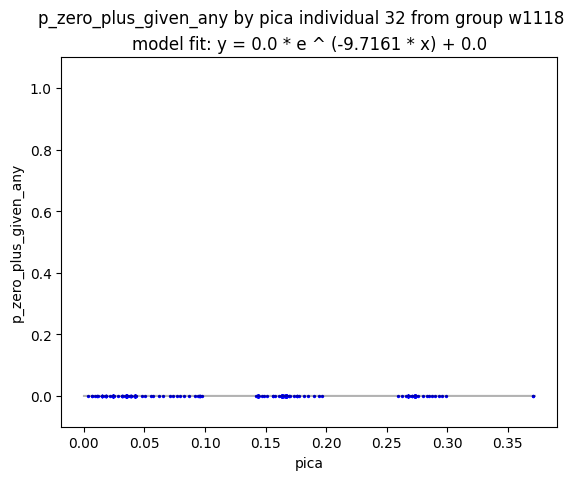 p_zero_plus_given_any by pica individual 32 from group w1118
model fit: y = 0.0 * e ^ (-9.7161 * x) + 0.0
1.0
0.8
0.6
0.4
0.2
0.0
p_zero_plus_given_any
0.00 0.05 0.10 0.15 0.20 0.25 0.30 0.35
pica